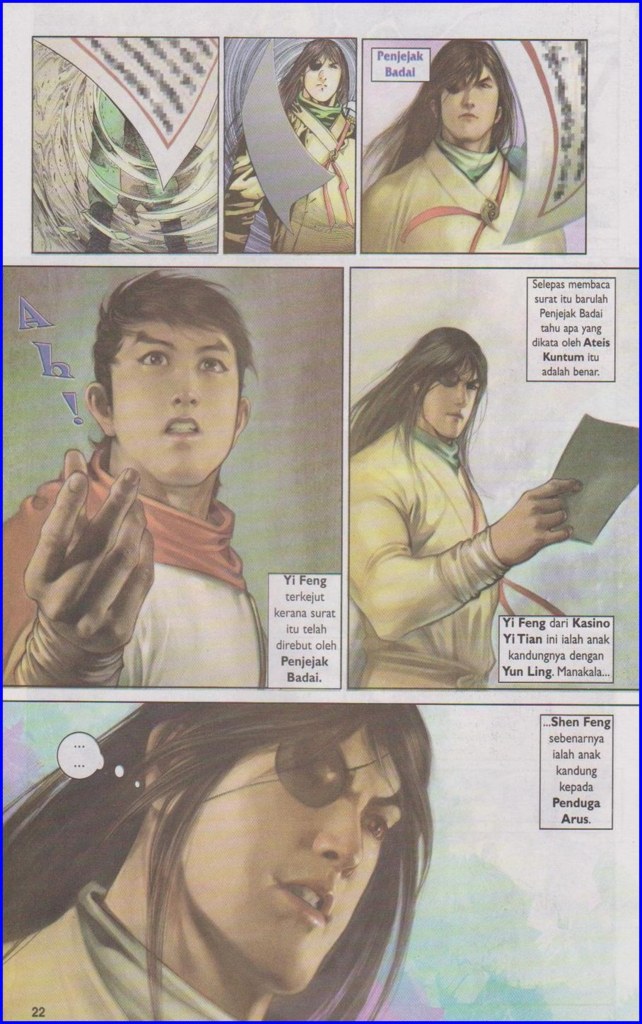 Penjejak
Badai
Ah!
Yi Feng
terkejut
kerana surat
itu telah
direbut oleh
Penjejak
Badai.
Selepas membaca
surat itu barulah
Penjejak Badai
tahu apa yang
dikata oleh Ateis
Kuntum itu
adalah benar.
Yi Feng dari Kasino
Yi Tian ini ialah anak
kandungnya dengan
Yun Ling. Manakala...
...
...
...Shen Feng
sebenarnya
ialah anak
kandung
kepada
Penduga
Arus.
22